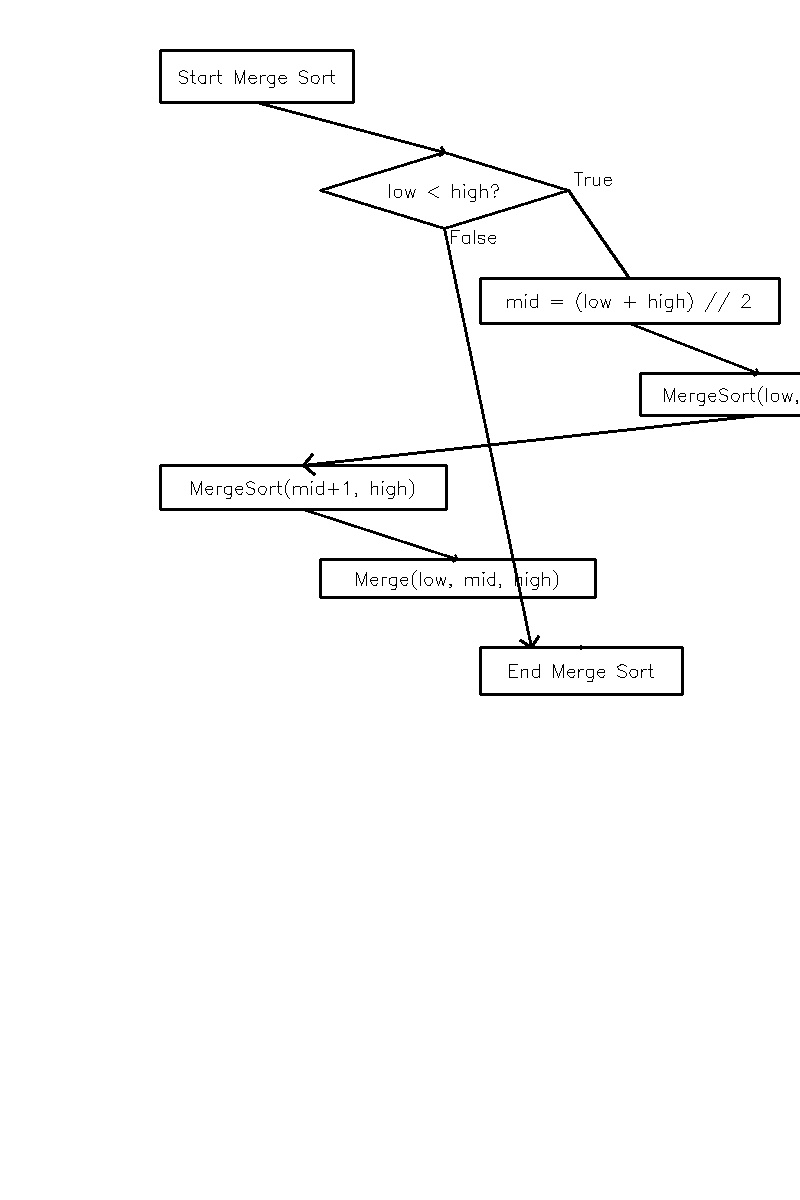 Start Merge Sort
low < high?
True
False
mid = (low + high) // 2
MergeSort(low,
MergeSort(mid+1, high)
Merge(low, mid, high)
End Merge Sort